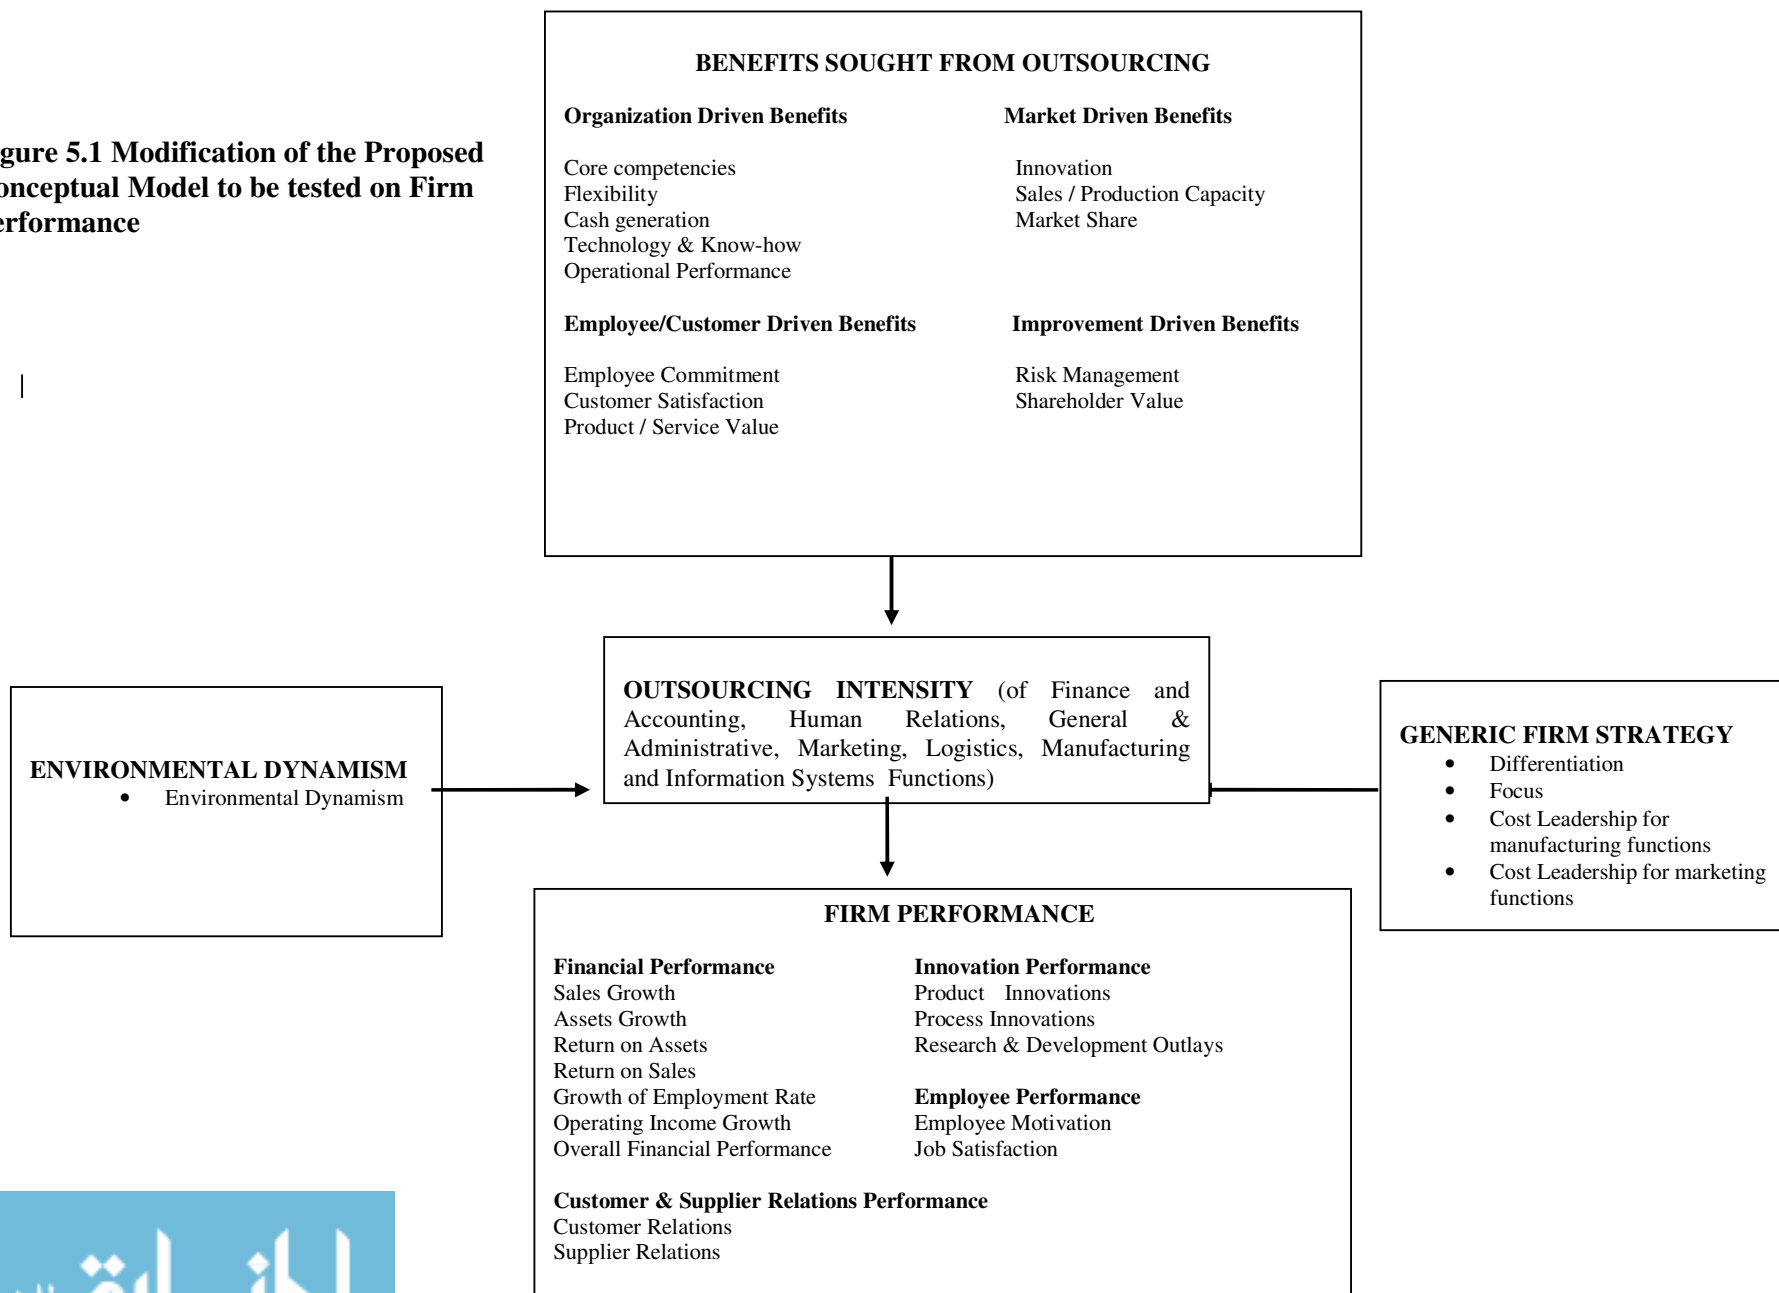 gure 5.1 Modification of the Proposed
onceptual Model to be tested on Firm
erformance
BENEFITS SOUGHT FROM OUTSOURCING
Organization Driven Benefits
Core competencies
Flexibility
Cash generation
Technology & Know-how
Operational Performance
Market Driven Benefits
Innovation
Sales / Production Capacity
Market Share
Employee/Customer Driven Benefits
Employee Commitment
Customer Satisfaction
Product / Service Value
Improvement Driven Benefits
Risk Management
Shareholder Value
OUTSOURCING INTENSITY (of Finance and
Accounting, Human Relations, General &
Administrative, Marketing, Logistics, Manufacturing
and Information Systems Functions)
ENVIRONMENTAL DYNAMISM
• Environmental Dynamism
GENERIC FIRM STRATEGY
• Differentiation
• Focus
• Cost Leadership for
manufacturing functions
• Cost Leadership for marketing
functions
FIRM PERFORMANCE
Financial Performance
Sales Growth
Assets Growth
Return on Assets
Return on Sales
Growth of Employment Rate
Operating Income Growth
Overall Financial Performance
Innovation Performance
Product Innovations
Process Innovations
Research & Development Outlays
Employee Performance
Employee Motivation
Job Satisfaction
Customer & Supplier Relations Performance
Customer Relations
Supplier Relations